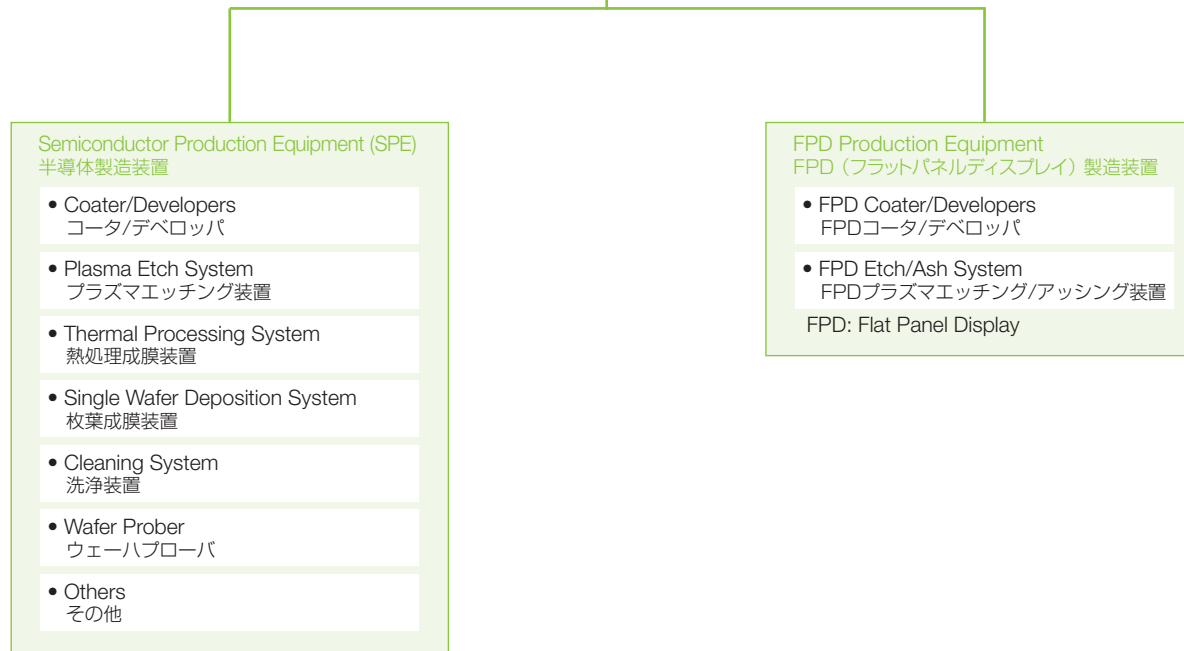 Semiconductor Production Equipment (SPE)
半導体製造装置
• Coater/Developers
コータ/デベロッパ
• Plasma Etch System
プラズマエッチング装置
• Thermal Processing System
熱処理成膜装置
• Single Wafer Deposition System
枚葉成膜装置
• Cleaning System
洗浄装置
• Wafer Prober
ウェーハプローバ
• Others
その他
FPD Production Equipment
FPD（フラットパネルディスプレイ）製造装置
• FPD Coater/Developers
FPDコータ/デベロッパ
• FPD Etch/Ash System
FPDプラズマエッチング/アッシング装置
FPD: Flat Panel Display